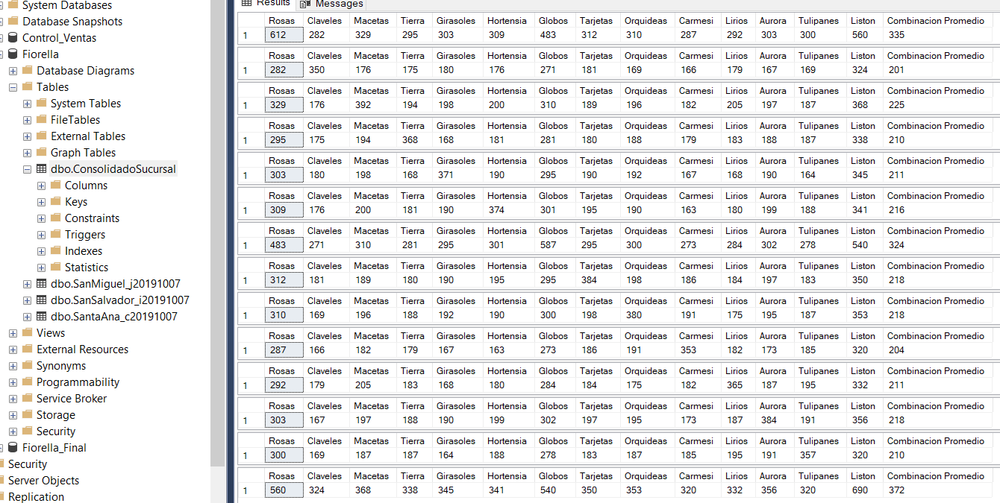 System Databases
Database Snapshots
Control_Ventas
Fiorella
Database Diagrams
Tables
System Tables
FileTables
External Tables
Graph Tables
dbo.ConsolidadoSucursal
Columns
Keys
Constraints
Triggers
Indexes
Statistics
dbo.SanMiguel_j20191007
dbo.SanSalvador_i20191007
dbo.SantaAna_c20191007
Views
External Resources
Synonyms
Programmability
Service Broker
Storage
Security
Fiorella_Final
Security
Server Objects
Replication
Results Messages
Rosas Claveles Macetas Tierra Girasoles Hortensia Globos Tarjetas Orquideas Carmesi Lirios Aurora Tulipanes Liston Combinacion Promedio
1 612 282 329 295 303 309 483 312 310 287 292 303 300 560 335
Rosas Claveles Macetas Tierra Girasoles Hortensia Globos Tarjetas Orquideas Carmesi Lirios Aurora Tulipanes Liston Combinacion Promedio
1 282 350 176 175 180 176 271 181 169 166 179 167 169 324 201
Rosas Claveles Macetas Tierra Girasoles Hortensia Globos Tarjetas Orquideas Carmesi Lirios Aurora Tulipanes Liston Combinacion Promedio
1 329 176 392 194 198 200 310 189 196 182 205 197 187 368 225
Rosas Claveles Macetas Tierra Girasoles Hortensia Globos Tarjetas Orquideas Carmesi Lirios Aurora Tulipanes Liston Combinacion Promedio
1 295 175 194 368 168 181 281 180 188 179 183 188 187 338 210
Rosas Claveles Macetas Tierra Girasoles Hortensia Globos Tarjetas Orquideas Carmesi Lirios Aurora Tulipanes Liston Combinacion Promedio
1 303 180 198 168 371 190 295 190 192 167 168 190 164 345 211
Rosas Claveles Macetas Tierra Girasoles Hortensia Globos Tarjetas Orquideas Carmesi Lirios Aurora Tulipanes Liston Combinacion Promedio
1 309 176 200 181 190 374 301 195 190 163 180 199 188 341 216
Rosas Claveles Macetas Tierra Girasoles Hortensia Globos Tarjetas Orquideas Carmesi Lirios Aurora Tulipanes Liston Combinacion Promedio
1 483 271 310 281 295 301 587 295 300 273 284 302 278 540 324
Rosas Claveles Macetas Tierra Girasoles Hortensia Globos Tarjetas Orquideas Carmesi Lirios Aurora Tulipanes Liston Combinacion Promedio
1 312 181 189 180 190 195 295 384 198 186 184 197 183 350 218
Rosas Claveles Macetas Tierra Girasoles Hortensia Globos Tarjetas Orquideas Carmesi Lirios Aurora Tulipanes Liston Combinacion Promedio
1 310 169 196 188 192 190 300 198 380 191 175 195 187 353 218
Rosas Claveles Macetas Tierra Girasoles Hortensia Globos Tarjetas Orquideas Carmesi Lirios Aurora Tulipanes Liston Combinacion Promedio
1 287 166 182 179 167 163 273 186 191 353 182 173 185 320 204
Rosas Claveles Macetas Tierra Girasoles Hortensia Globos Tarjetas Orquideas Carmesi Lirios Aurora Tulipanes Liston Combinacion Promedio
1 292 179 205 183 168 180 284 184 175 182 365 187 195 332 211
Rosas Claveles Macetas Tierra Girasoles Hortensia Globos Tarjetas Orquideas Carmesi Lirios Aurora Tulipanes Liston Combinacion Promedio
1 303 167 197 188 190 199 302 197 195 173 187 384 191 356 218
Rosas Claveles Macetas Tierra Girasoles Hortensia Globos Tarjetas Orquideas Carmesi Lirios Aurora Tulipanes Liston Combinacion Promedio
1 300 169 187 187 164 188 278 183 187 185 195 191 357 320 210
Rosas Claveles Macetas Tierra Girasoles Hortensia Globos Tarjetas Orquideas Carmesi Lirios Aurora Tulipanes Liston Combinacion Promedio
1 560 324 368 338 345 341 540 350 353 320 332 356 320 690 372